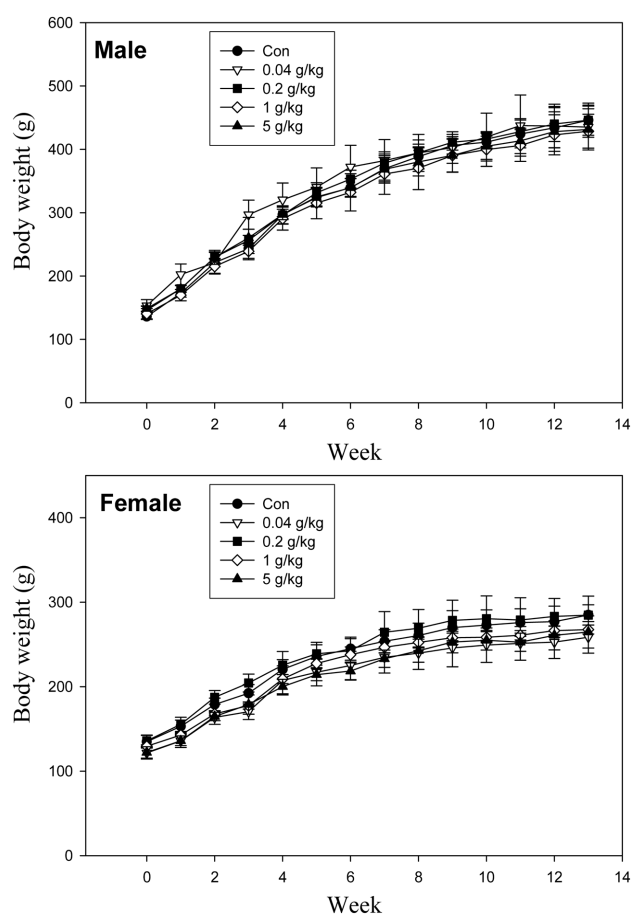 600
Male
Con
0.04 g/kg
0.2 g/kg
1 g/kg
5 g/kg
500
400
300
200
100
0
Body weight (g)
0 2 4 6 8 10 12 14
Week
Female
Con
0.04 g/kg
0.2 g/kg
1 g/kg
5 g/kg
400
300
200
100
0
Body weight (g)
0 2 4 6 8 10 12 14
Week